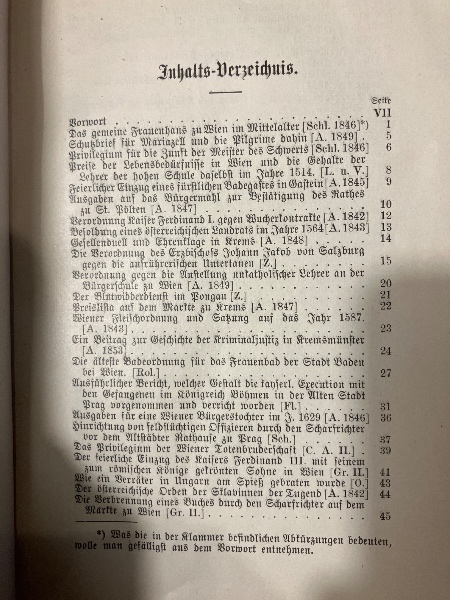 Inhalts-Verzeichnis.
Seite
Vorwort . . . . . . . . . . . . . . . . VII
Das gemeine Frauenhaus zu Wien im Mittelalter [Schl. 1846]*) 1
Schutzbrief für Mariazell und die Pilgrime dahin [A. 1849] . 5
Privilegium für die Zunft der Meister des Schwerts [Schl. 1846] 6
Preise der Lebensbedürfnisse in Wien und die Gehalte der
Lehrer der hohen Schule daselbst im Jahre 1514. [L. u. V.] 8
Feierlicher Einzug eines fürstlichen Badegastes in Gastein [A. 1845] 9
Ausgaben auf das Bürgermahl zur Bestätigung des Rathes
zu St. Pölten [A. 1847] . . . . . . . . . . 10
Verordnung Kaiser Ferdinand I. gegen Wucherkontrakte [A. 1842] 12
Besoldung eines österreichischen Landrats im Jahre 1564 [A. 1843] 13
Gesellenduell und Ehrenklage in Krems [A. 1848] . . . . 14
Die Verordnung des Erzbischofs Johann Jakob von Salzburg
gegen die aufrührerischen Untertanen [Z.] . . . . . 15
Verordnung gegen die Anstellung unkatholischer Lehrer an der
Bürgerschule zu Wien [A. 1849] . . . . . . . . 20
Der Blutwidderdienst im Pongau [Z.] . . . . . . . 21
Preisliste auf dem Markte zu Krems [A. 1847] . . . . . 22
Wiener Fleischordnung und Satzung auf das Jahr 1587.
[A. 1843] . . . . . . . . . . . . . . 23
Ein Beitrag zur Geschichte der Kriminaljustiz in Kremsmünster
[A. 1853] . . . . . . . . . . . . . . 24
Die älteste Badeordnung für das Frauenbad der Stadt Baden
bei Wien. [Rol.] . . . . . . . . . . . . 27
Ausführlicher Bericht, welcher Gestalt die kayserl. Execution mit
den Gefangenen im Königreich Böhmen in der Alten Stadt
Prag vorgenommen und verricht worden [Fl.] . . . . 31
Ausgaben für eine Wiener Bürgerstochter im J. 1629 [A. 1846] 36
Hinrichtung von feldflüchtigen Offizieren durch den Scharfrichter
vor dem Altstädter Rathause zu Prag [Sch.] . . . . 37
Das Privilegium der Wiener Totenbruderschaft [C. A. II.] . 39
Der feierliche Einzug des Kaisers Ferdinand III. mit seinem
zum römischen Könige gekrönten Sohne in Wien [Gr. II.] 41
Wie ein Verräter in Ungarn am Spieß gebraten wurde [O.] 43
Der österreichische Orden der Sklavinnen der Tugend [A. 1842] 44
Die Verbrennung eines Buches durch den Scharfrichter auf dem
Markte zu Wien [Gr. II.] . . . . . . . . . . 45
*) Was die in der Klammer befindlichen Abkürzungen bedeuten,
wolle man gefälligst aus dem Vorwort entnehmen.